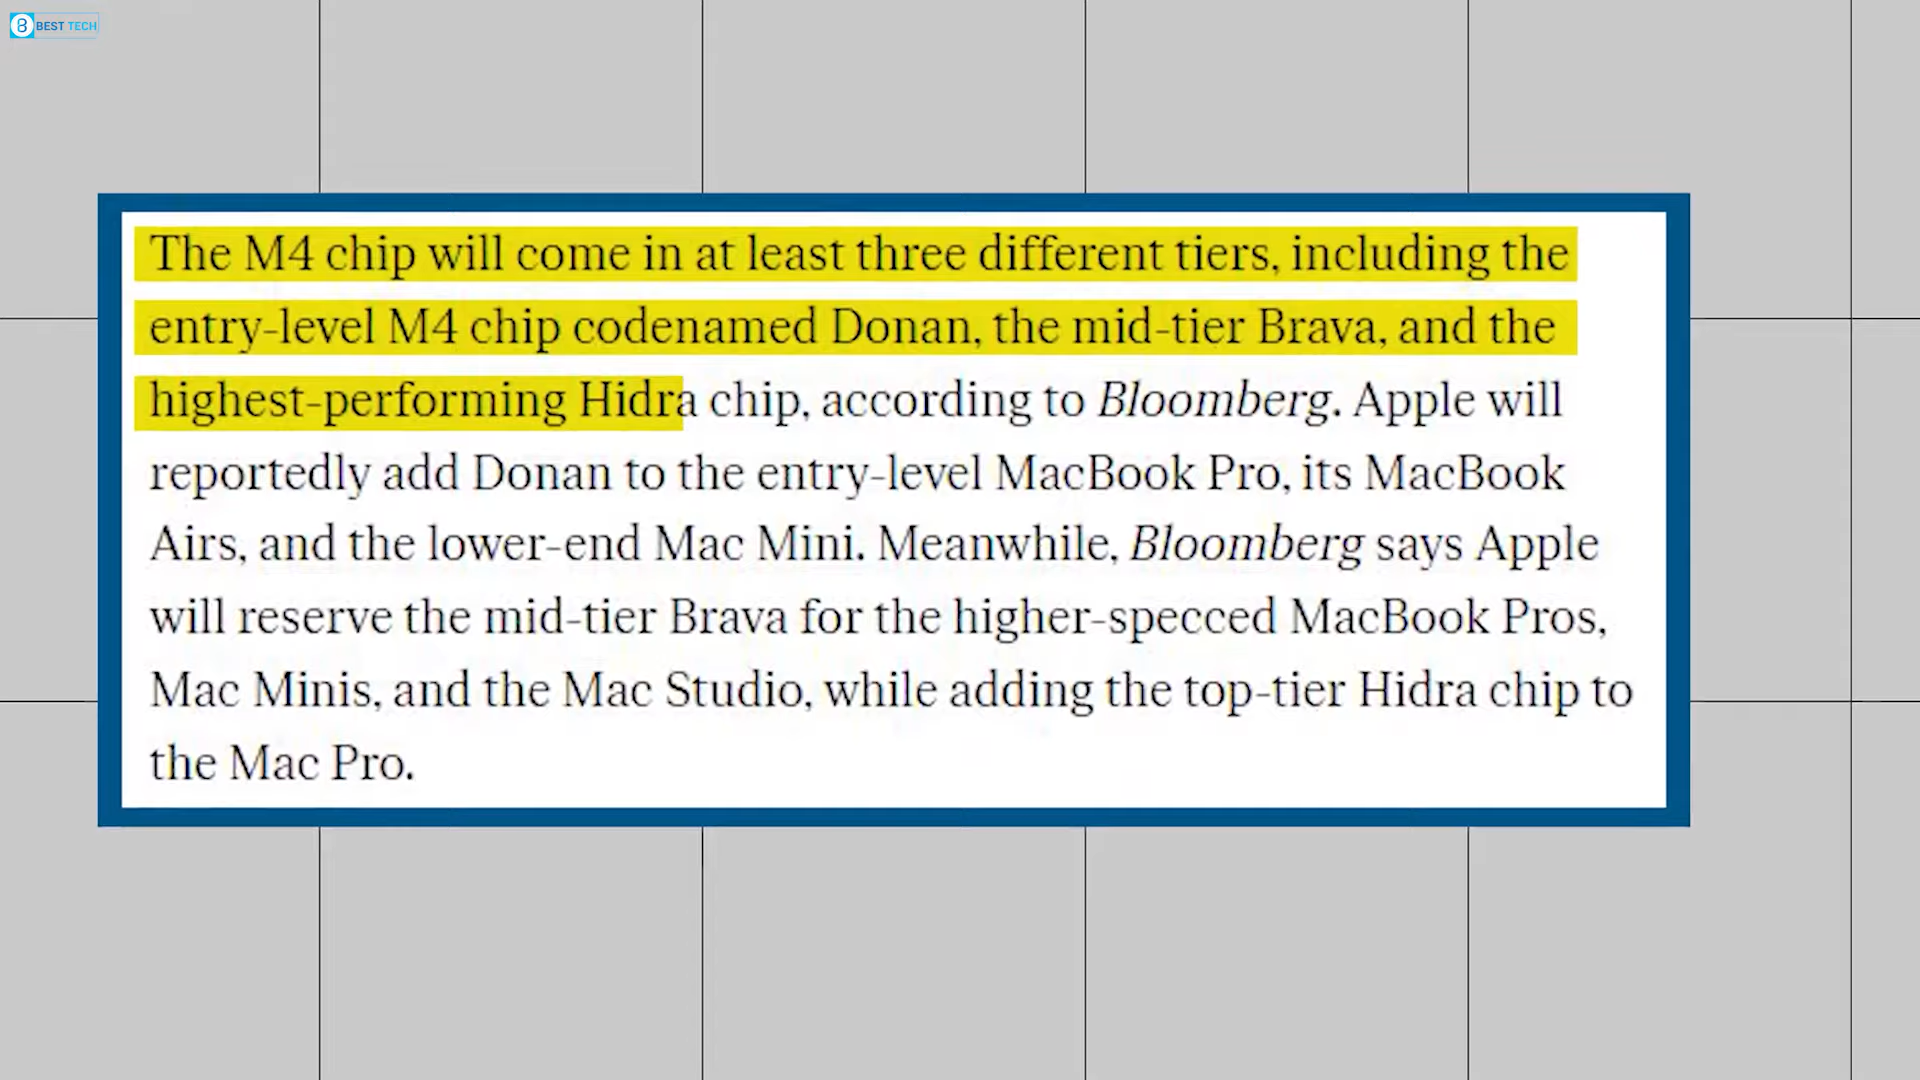 BEST TECH
The M4 chip will come in at least three different tiers, including the
entry-level M4 chip codenamed Donan, the mid-tier Brava, and the
highest-performing Hidra chip, according to Bloomberg. Apple will
reportedly add Donan to the entry-level MacBook Pro, its MacBook
Airs, and the lower-end Mac Mini. Meanwhile, Bloomberg says Apple
will reserve the mid-tier Brava for the higher-specced MacBook Pros,
Mac Minis, and the Mac Studio, while adding the top-tier Hidra chip to
the Mac Pro.